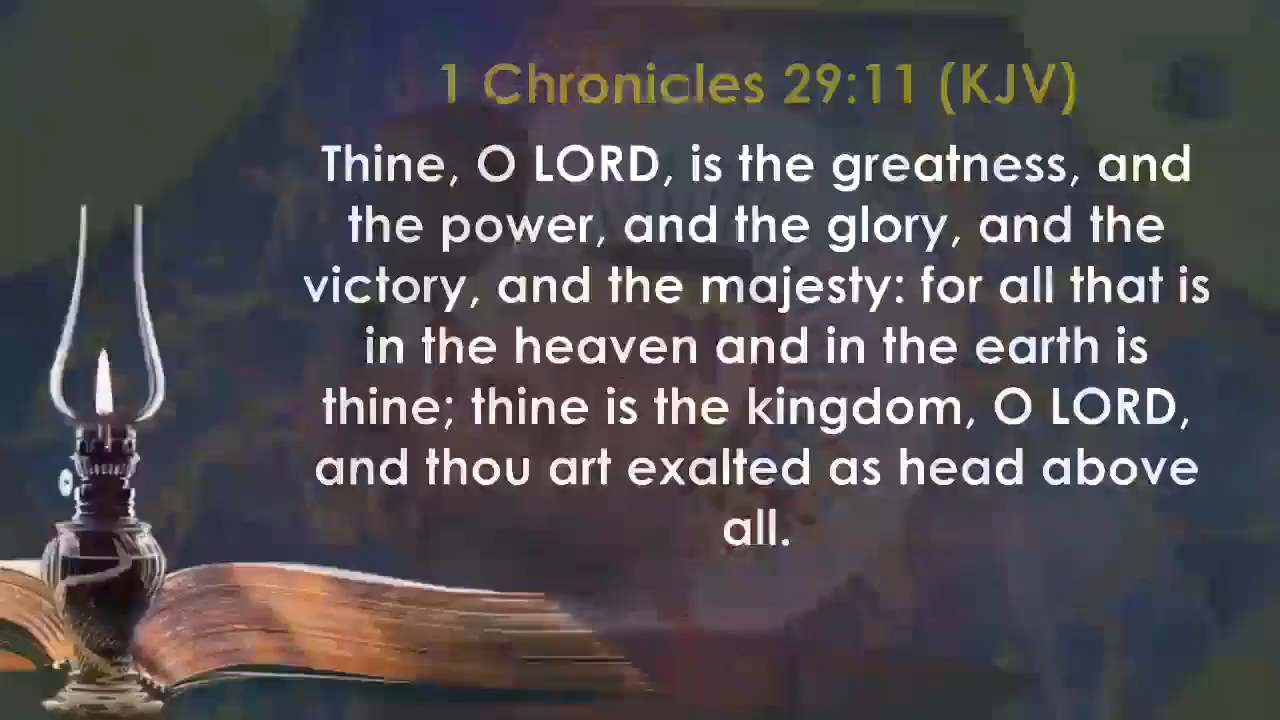 1 Chronicles 29:11 (KJV)
Thine, O LORD, is the greatness, and
the power, and the glory, and the
victory, and the majesty: for all that is
in the heaven and in the earth is
thine; thine is the kingdom, O LORD,
and thou art exalted as head above
all.